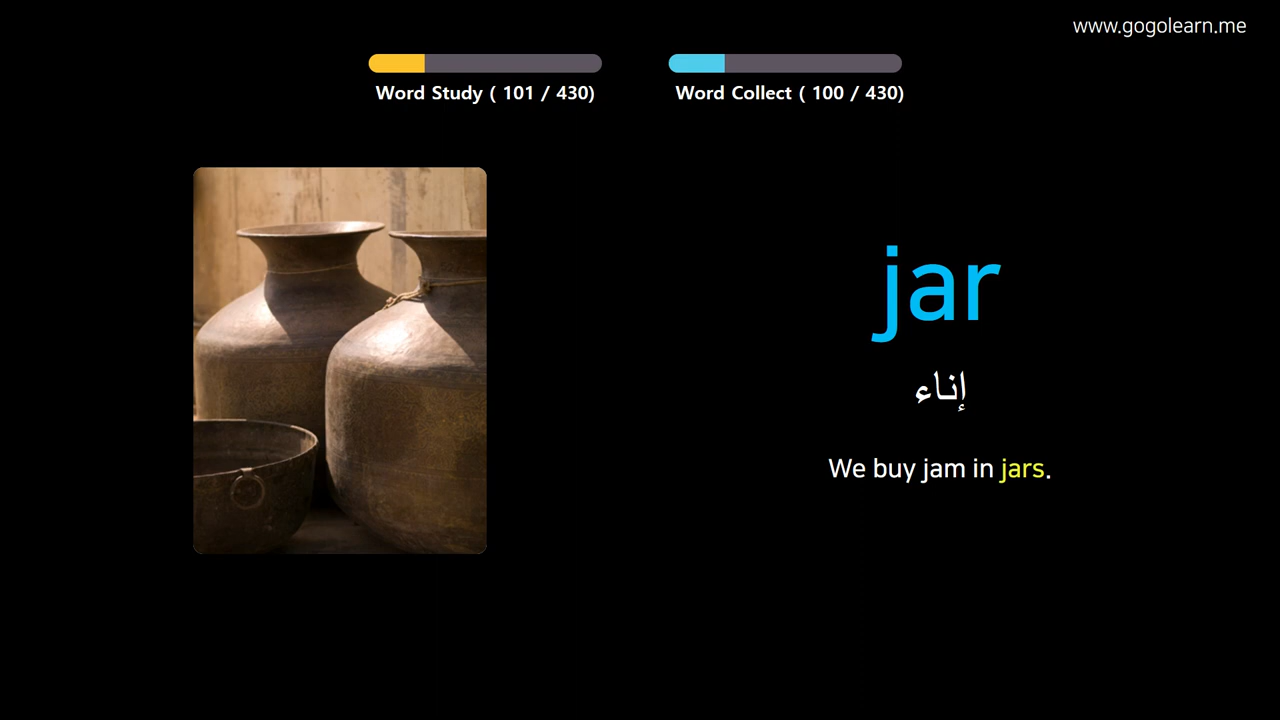 www.gogolearn.me
Word Study ( 101 / 430)
Word Collect ( 100 / 430)
jar
إناء
We buy jam in jars.